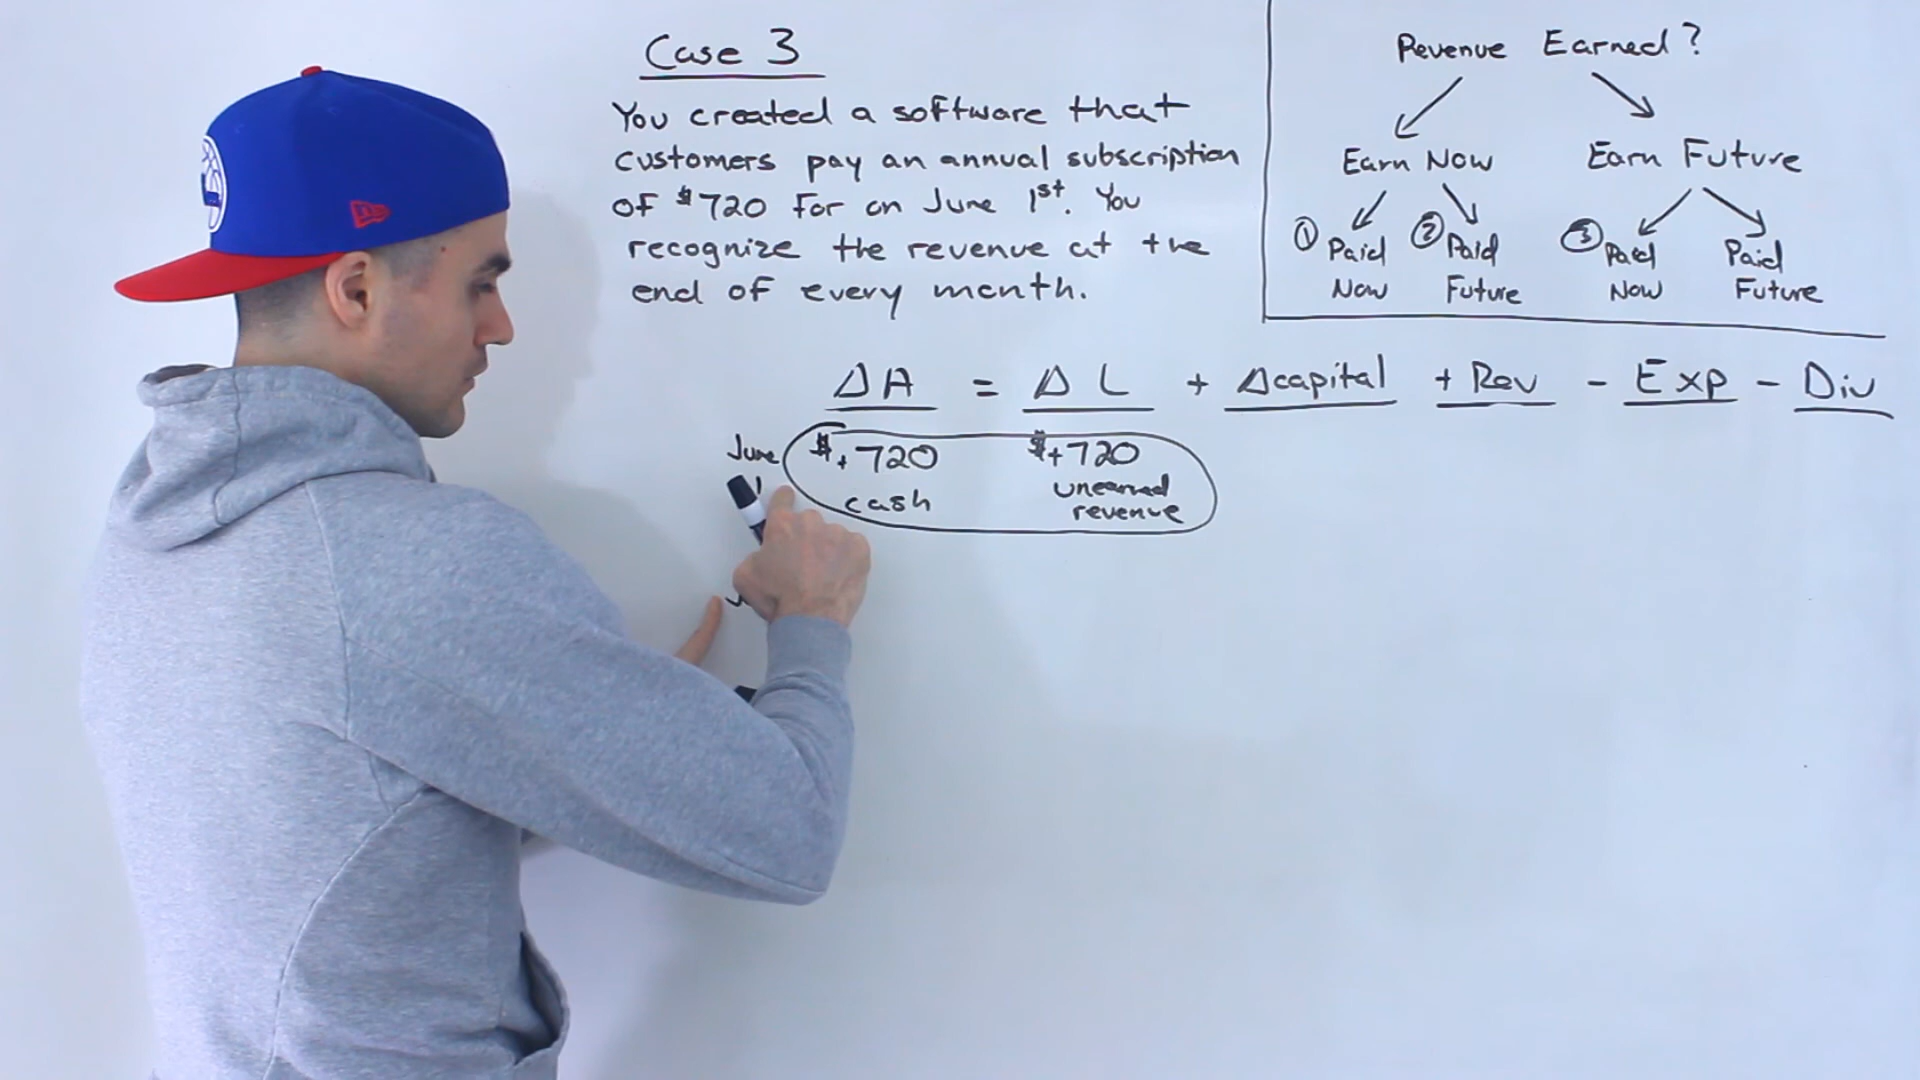 Case 3
You created a software that
customers pay an annual subscription
of $720 for on June 1st. You
recognize the revenue at the
end of every month.
Revenue Earned?
Earn Now Earn Future
① Paid Now ② Paid Future ③ Paid Now Paid Future
ΔA = ΔL + Δcapital + Rev - Exp - Div
June 1 $+720 $+720
cash unearned revenue